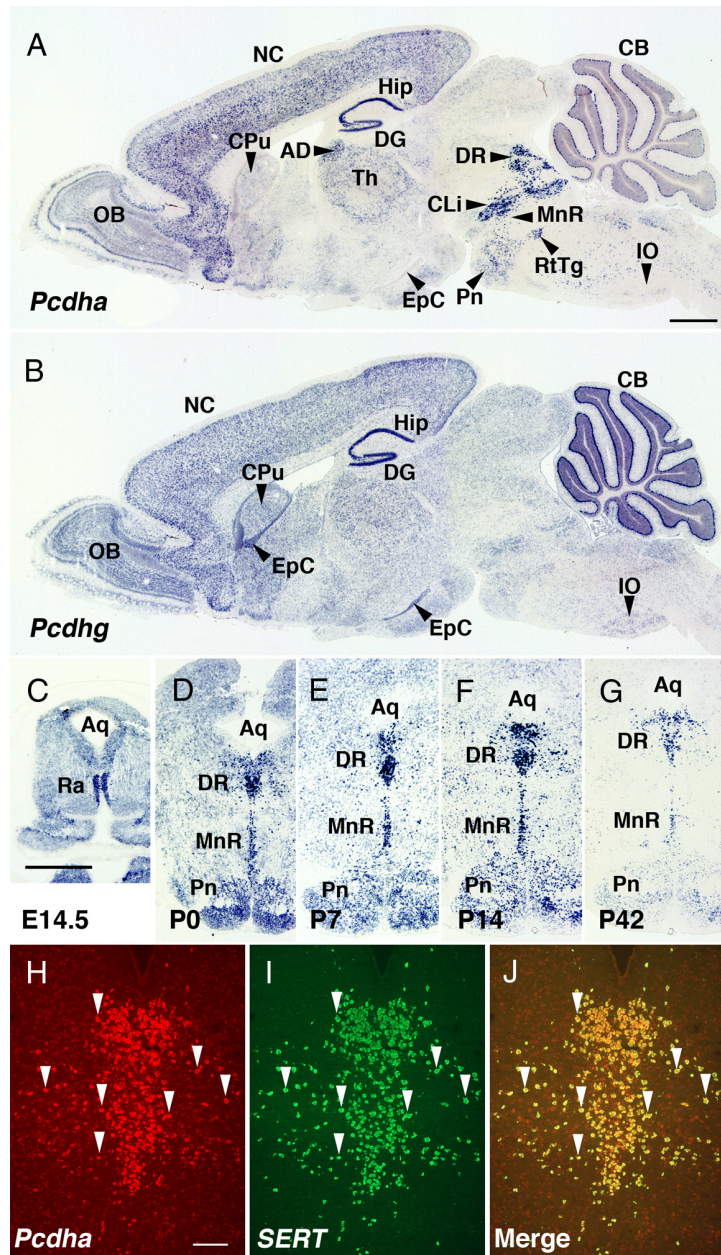 A
NC
CB
Hip
CPu
AD
DG
DR
Th
OB
CLi
MnR
RtTg
IO
EpC
Pn
Pcdha
B
NC
CB
Hip
CPu
DG
OB
EpC
IO
EpC
Pcdhg
C
D
E
F
G
Aq
Aq
Aq
Aq
Aq
Ra
DR
DR
DR
DR
MnR
MnR
MnR
MnR
Pn
Pn
Pn
Pn
E14.5
P0
P7
P14
P42
H
I
J
Pcdha
SERT
Merge